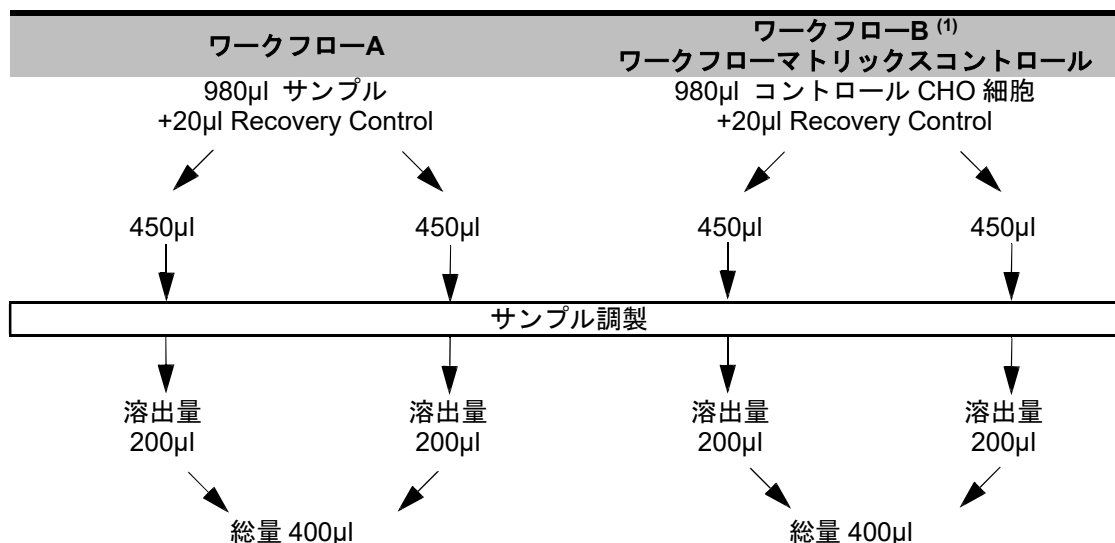 ワークフローA
ワークフローB (1)
ワークフローマトリックスコントロール
980µl サンプル
+20µl Recovery Control
980µl コントロール CHO 細胞
+20µl Recovery Control
450µl 450µl 450µl 450µl
サンプル調製
溶出量 溶出量 溶出量 溶出量
200µl 200µl 200µl 200µl
総量 400µl 総量 400µl